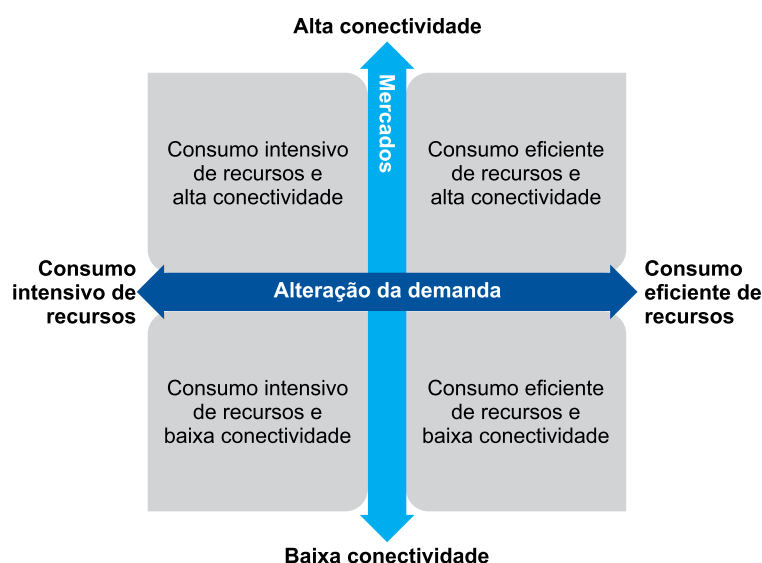 Alta conectividade
Mercados
Consumo intensivo
de recursos e
alta conectividade
Consumo eficiente
de recursos e
alta conectividade
Consumo
intensivo de
recursos
Alteração da demanda
Consumo
eficiente de
recursos
Consumo intensivo
de recursos e
baixa conectividade
Consumo eficiente
de recursos e
baixa conectividade
Baixa conectividade